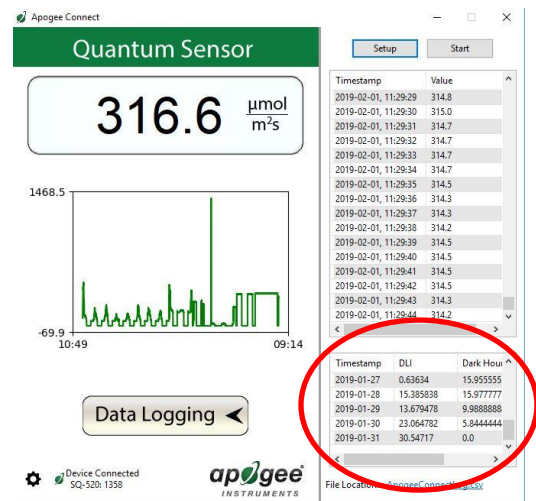 Apogee Connect
Quantum Sensor
316.6 µmol
m²s
1468.5
-69.9
10:49 09:14
Data Logging
Device Connected
SQ-520: 1358
apogee
INSTRUMENTS
Setup Start
Timestamp Value
2019-02-01, 11:29:29 314.8
2019-02-01, 11:29:30 315.0
2019-02-01, 11:29:31 314.7
2019-02-01, 11:29:32 314.7
2019-02-01, 11:29:33 314.7
2019-02-01, 11:29:34 314.7
2019-02-01, 11:29:35 314.5
2019-02-01, 11:29:36 314.3
2019-02-01, 11:29:37 314.3
2019-02-01, 11:29:38 314.2
2019-02-01, 11:29:39 314.5
2019-02-01, 11:29:40 314.5
2019-02-01, 11:29:41 314.5
2019-02-01, 11:29:42 314.5
2019-02-01, 11:29:43 314.3
2019-02-01, 11:29:44 314.2
Timestamp DLI Dark Hour
2019-01-27 0.63634 15.955555
2019-01-28 15.385838 15.977777
2019-01-29 13.679478 9.9888888
2019-01-30 23.064782 5.8444444
2019-01-31 30.54717 0.0
File Location: ApogeeConnectLog.csv